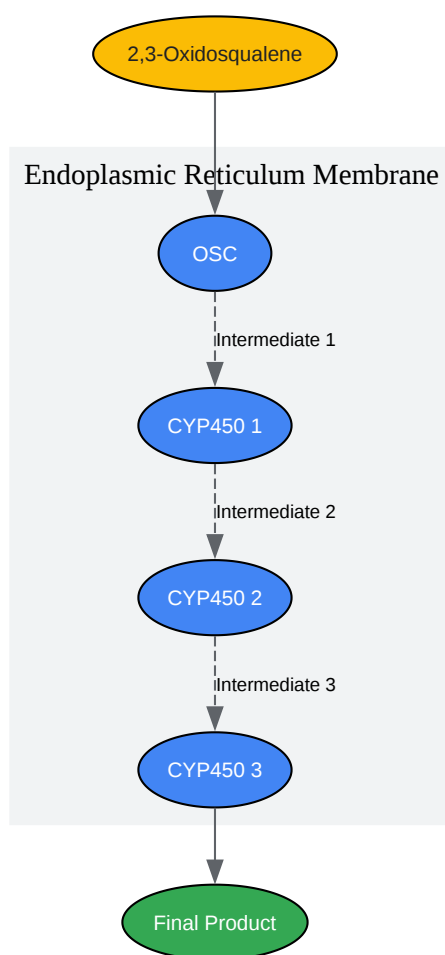 2,3-Oxidosqualene
Endoplasmic Reticulum Membrane
OSC
Intermediate 1
CYP450 1
Intermediate 2
CYP450 2
Intermediate 3
CYP450 3
Final Product